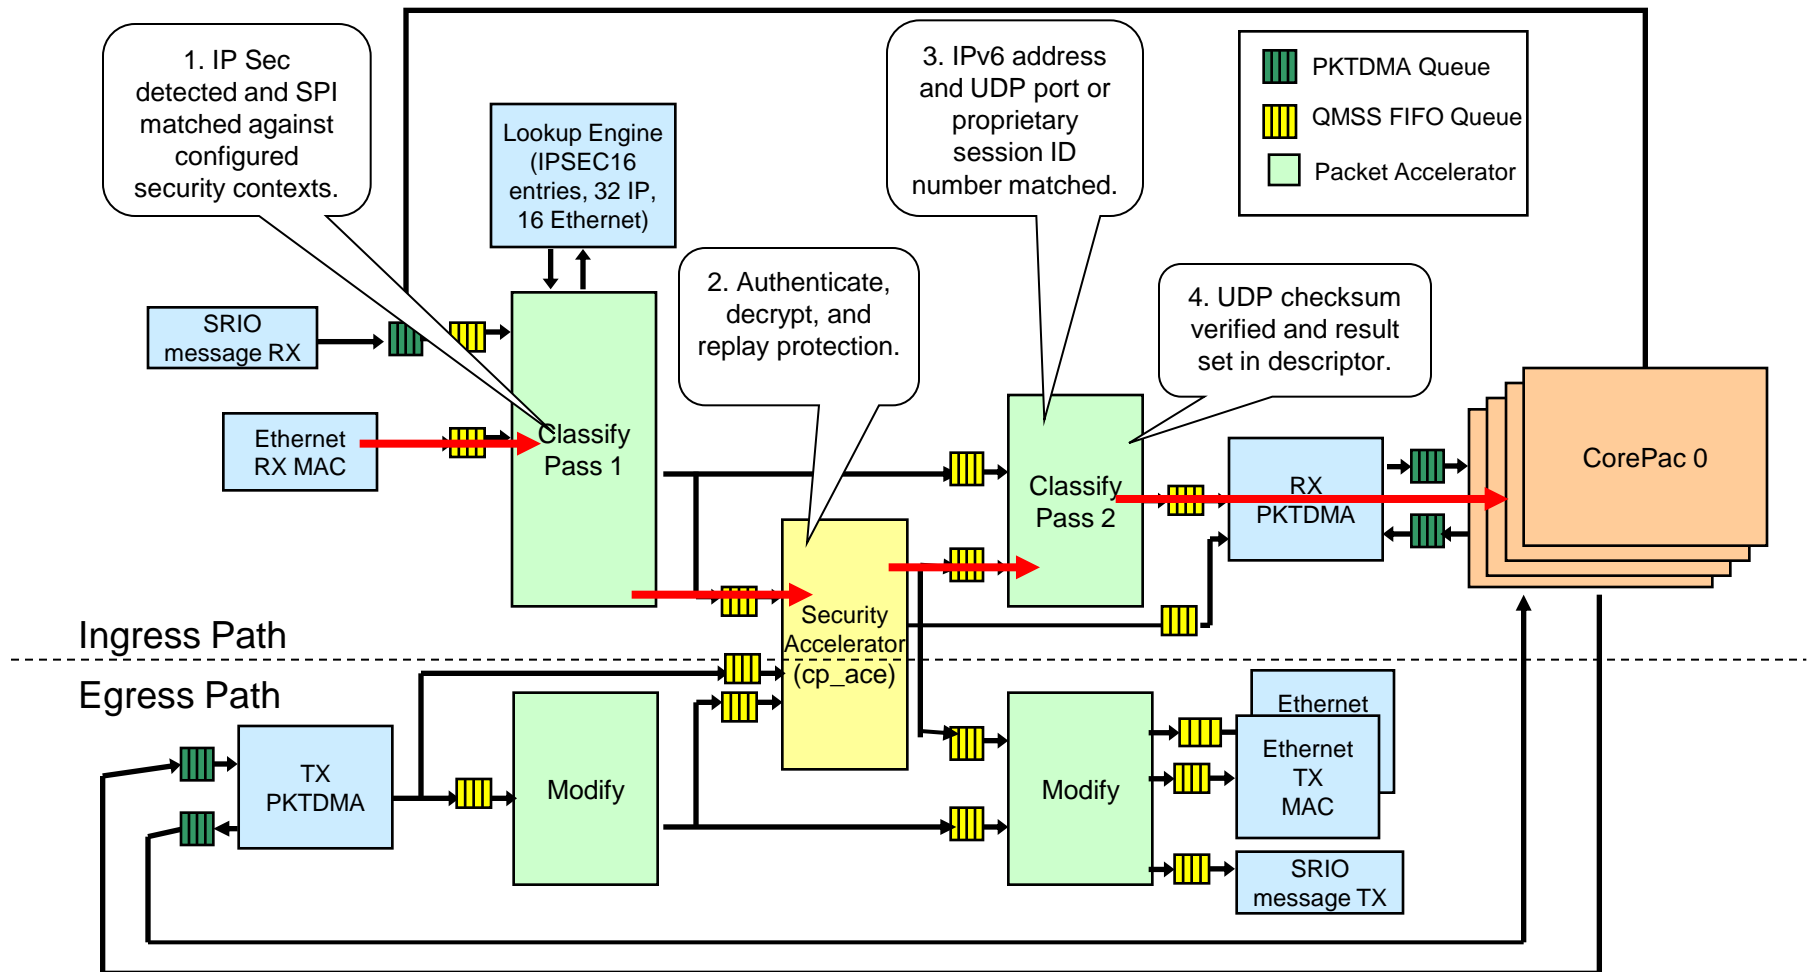 1. IP Sec
detected and SPI
matched against
configured
security contexts.
Lookup Engine
(IPSEC16
entries, 32 IP,
16 Ethernet)
3. IPv6 address
and UDP port or
proprietary
session ID
number matched.
PKTDMA Queue
QMSS FIFO Queue
Packet Accelerator
2. Authenticate,
decrypt, and
replay protection.
4. UDP checksum
verified and result
set in descriptor.
SRIO
message RX
Ethernet
RX MAC
Classify
Pass 1
Classify
Pass 2
RX
PKTDMA
CorePac 0
Security
Accelerator
(cp_ace)
Ingress Path
Egress Path
TX
PKTDMA
Modify
Modify
Ethernet
Ethernet
TX
MAC
SRIO
message TX